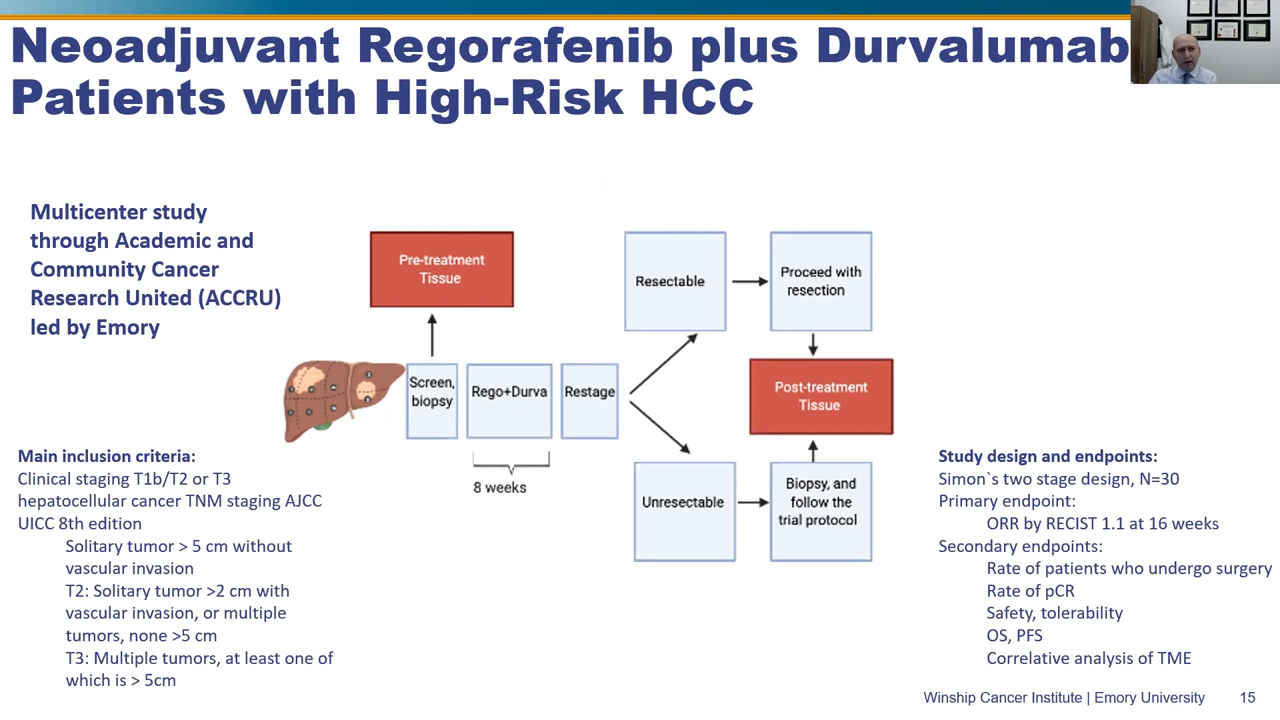 Neoadjuvant Regorafenib plus Durvalumab
Patients with High-Risk HCC
Multicenter study
through Academic and
Community Cancer
Research United (ACCRU)
led by Emory
Pre-treatment
Tissue
Screen,
biopsy
Rego+Durva
Restage
8 weeks
Resectable
Proceed with
resection
Post-treatment
Tissue
Unresectable
Biopsy, and
follow the
trial protocol
Main inclusion criteria:
Clinical staging T1b/T2 or T3
hepatocellular cancer TNM staging AJCC
UICC 8th edition
Solitary tumor > 5 cm without
vascular invasion
T2: Solitary tumor >2 cm with
vascular invasion, or multiple
tumors, none >5 cm
T3: Multiple tumors, at least one of
which is > 5cm
Study design and endpoints:
Simon`s two stage design, N=30
Primary endpoint:
ORR by RECIST 1.1 at 16 weeks
Secondary endpoints:
Rate of patients who undergo surgery
Rate of pCR
Safety, tolerability
OS, PFS
Correlative analysis of TME
Winship Cancer Institute | Emory University
15